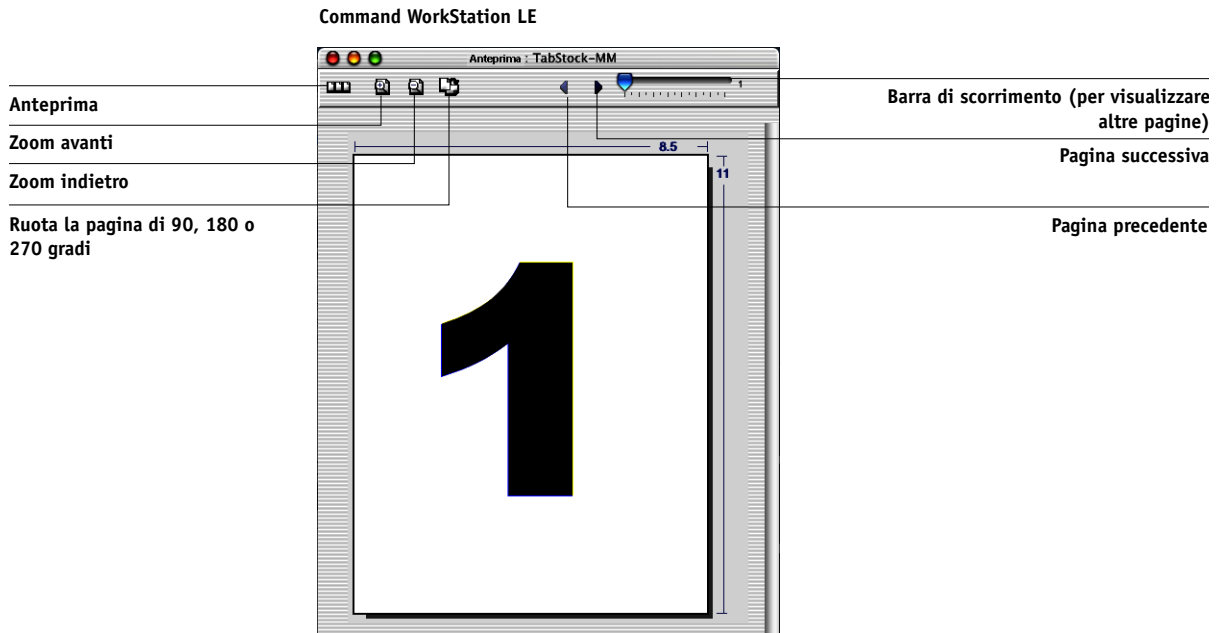 Command WorkStation LE
Anteprima : TabStock-MM
1
Anteprima
Zoom avanti
Zoom indietro
Ruota la pagina di 90, 180 o
270 gradi
Barra di scorrimento (per visualizzare
altre pagine)
Pagina successiva
Pagina precedente
8.5
11
1